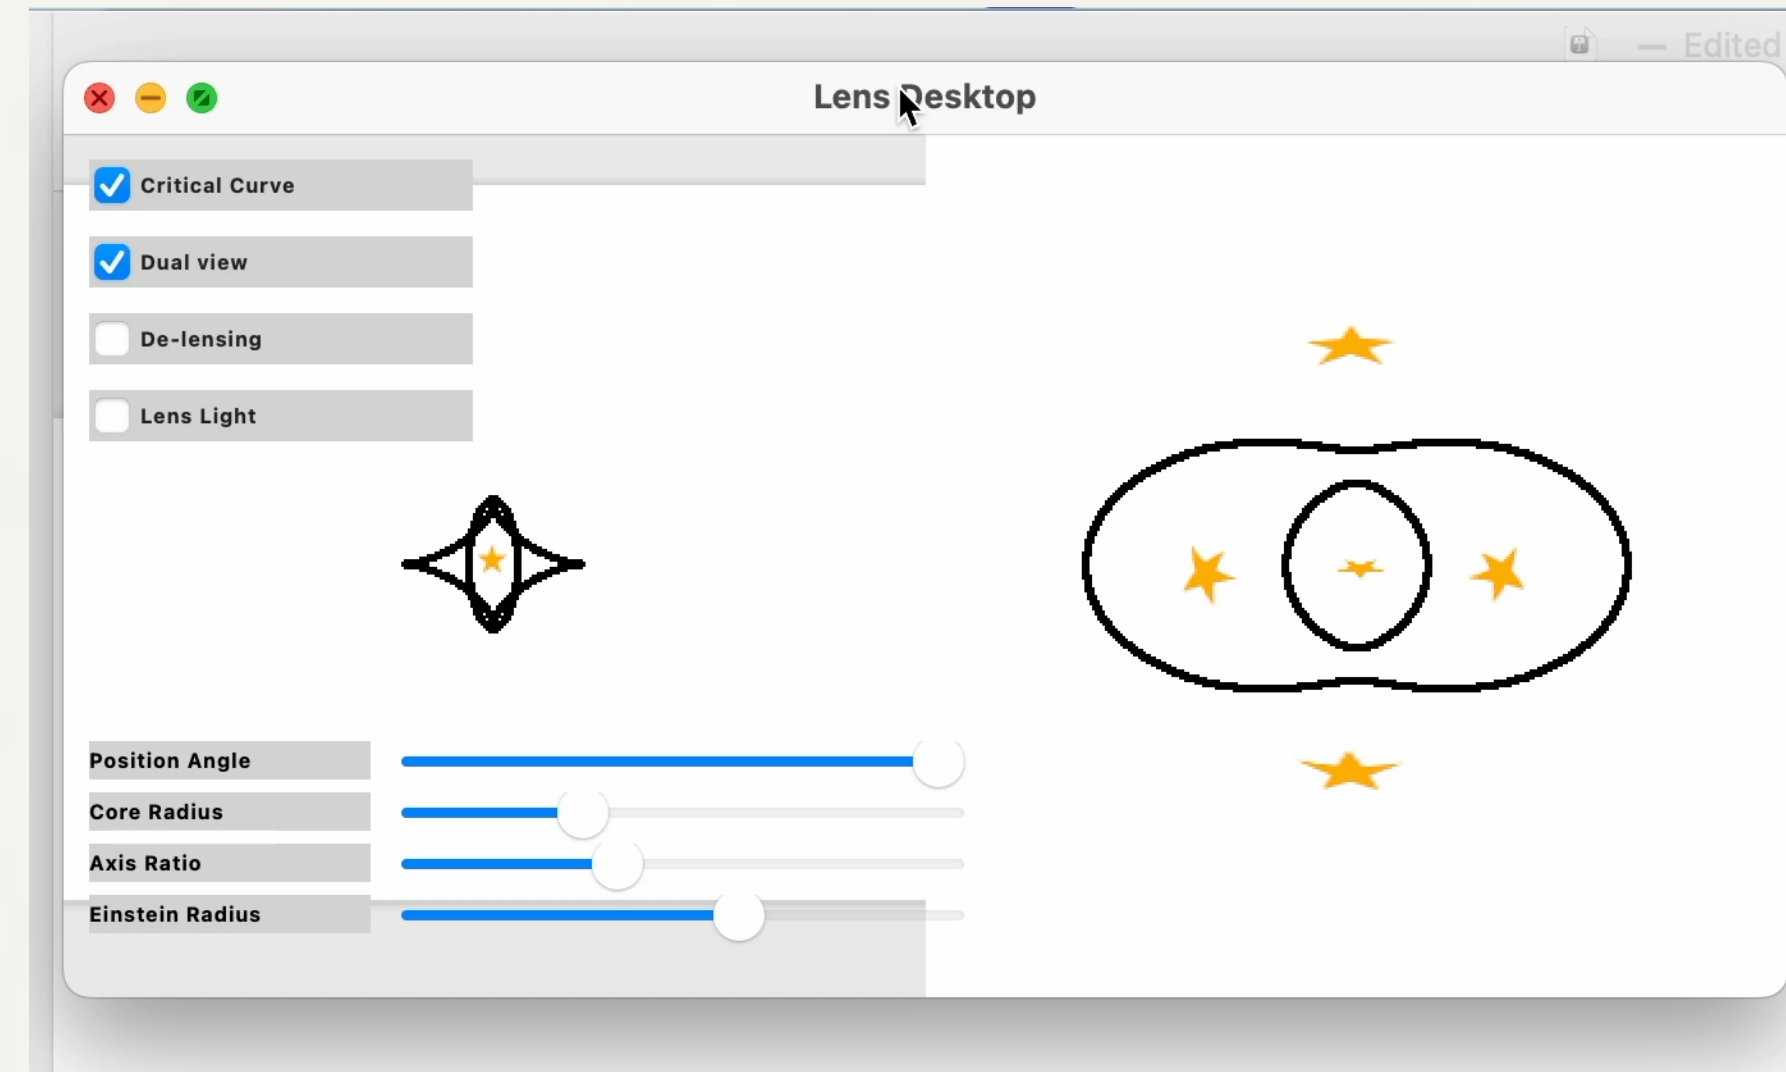 — Edited
Lens Desktop
Critical Curve
Dual view
De-lensing
Lens Light
Position Angle
Core Radius
Axis Ratio
Einstein Radius